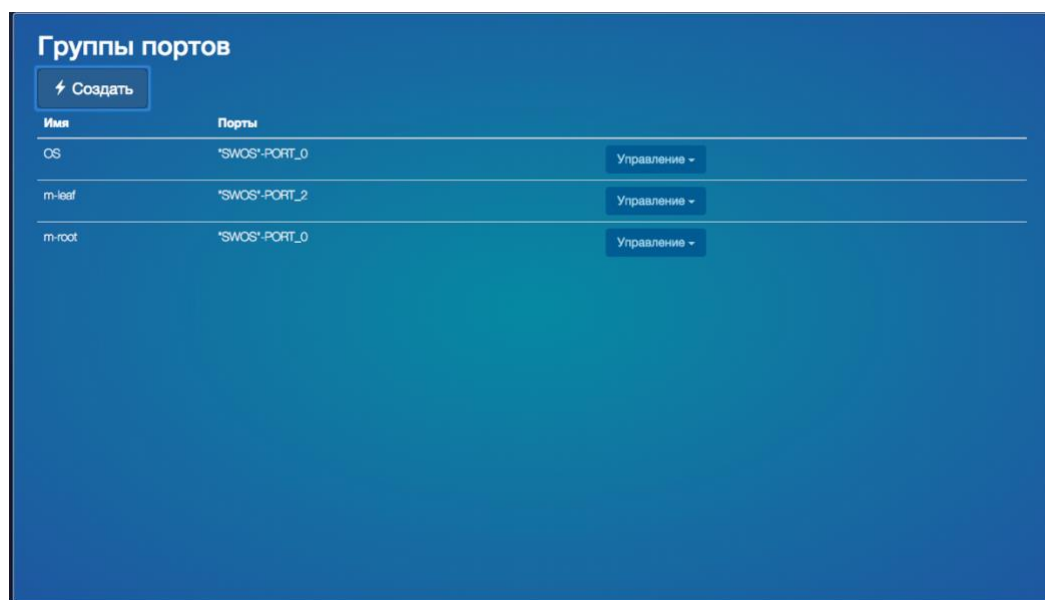 Группы портов
Создать
Имя Порты
OS "SWOS"-PORT_0 Управление
m-leaf "SWOS"-PORT_2 Управление
m-root "SWOS"-PORT_0 Управление